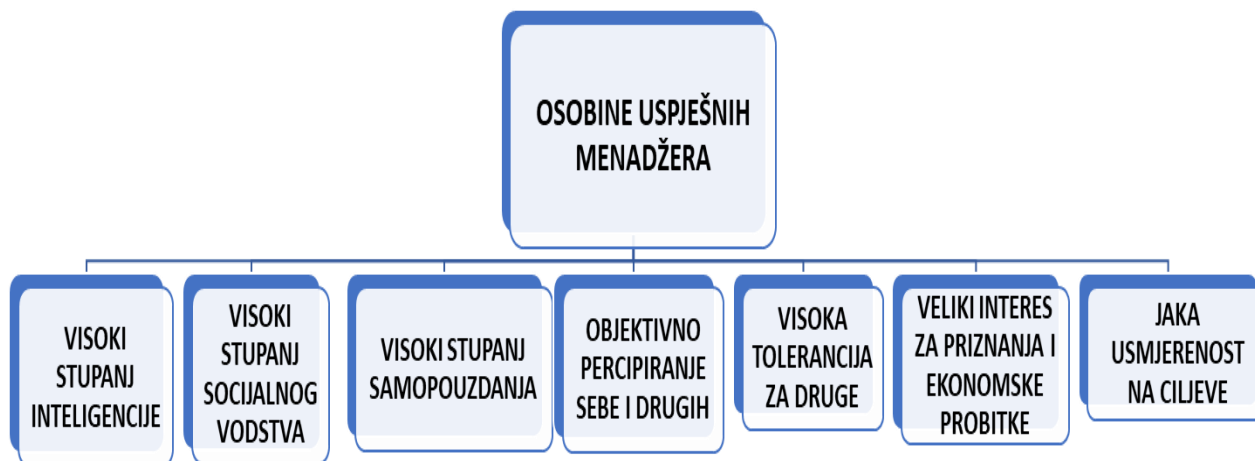 OSOBINE USPJEŠNIH
MENADŽERA
VISOKI
STUPANJ
INTELIGENCIJE
VISOKI
STUPANJ
SOCIJALNOG
VODSTVA
VISOKI STUPANJ
SAMOPOUZDANJA
OBJEKTIVNO
PERCIPIRANJE
SEBE I DRUGIH
VISOKA
TOLERANCIJA
ZA DRUGE
VELIKI INTERES
ZA PRIZNANJA I
EKONOMSKE
PROBITKE
JAKA
USMJERENOST
NA CILJEVE